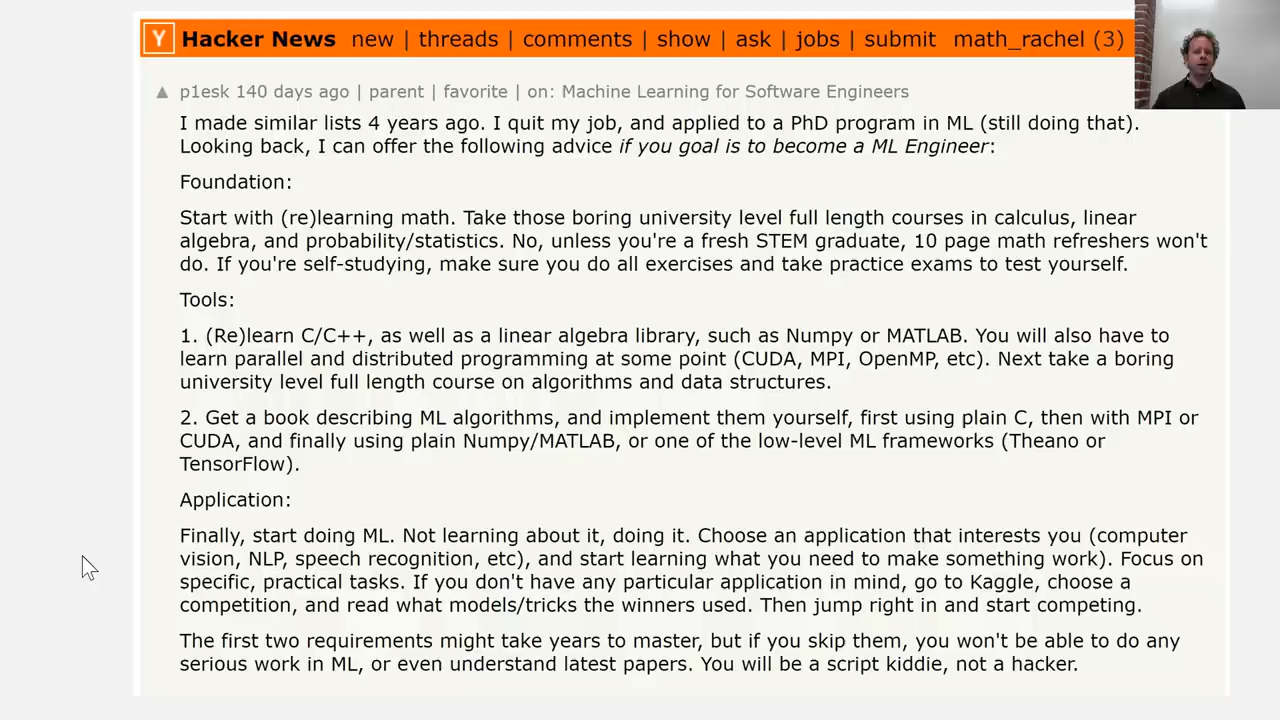 Y Hacker News new | threads | comments | show | ask | jobs | submit math_rachel (3)
▲ p1esk 140 days ago | parent | favorite | on: Machine Learning for Software Engineers
I made similar lists 4 years ago. I quit my job, and applied to a PhD program in ML (still doing that).
Looking back, I can offer the following advice if you goal is to become a ML Engineer:
Foundation:
Start with (re)learning math. Take those boring university level full length courses in calculus, linear
algebra, and probability/statistics. No, unless you're a fresh STEM graduate, 10 page math refreshers won't
do. If you're self-studying, make sure you do all exercises and take practice exams to test yourself.
Tools:
1. (Re)learn C/C++, as well as a linear algebra library, such as Numpy or MATLAB. You will also have to
learn parallel and distributed programming at some point (CUDA, MPI, OpenMP, etc). Next take a boring
university level full length course on algorithms and data structures.
2. Get a book describing ML algorithms, and implement them yourself, first using plain C, then with MPI or
CUDA, and finally using plain Numpy/MATLAB, or one of the low-level ML frameworks (Theano or
TensorFlow).
Application:
Finally, start doing ML. Not learning about it, doing it. Choose an application that interests you (computer
vision, NLP, speech recognition, etc), and start learning what you need to make something work). Focus on
specific, practical tasks. If you don't have any particular application in mind, go to Kaggle, choose a
competition, and read what models/tricks the winners used. Then jump right in and start competing.
The first two requirements might take years to master, but if you skip them, you won't be able to do any
serious work in ML, or even understand latest papers. You will be a script kiddie, not a hacker.